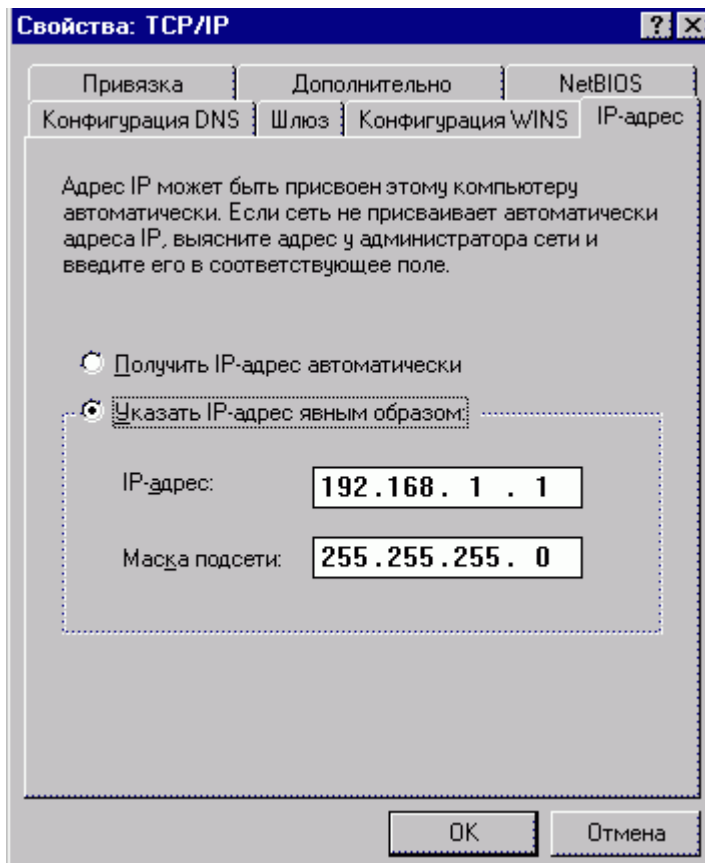 Свойства: TCP/IP
Привязка Дополнительно NetBIOS
Конфигурация DNS Шлюз Конфигурация WINS IP-адрес
Адрес IP может быть присвоен этому компьютеру
автоматически. Если сеть не присваивает автоматически
адреса IP, выясните адрес у администратора сети и
введите его в соответствующее поле.
Получить IP-адрес автоматически
Указать IP-адрес явным образом:
IP-адрес: 192.168. 1 . 1
Маска подсети: 255.255.255. 0
OK Отмена